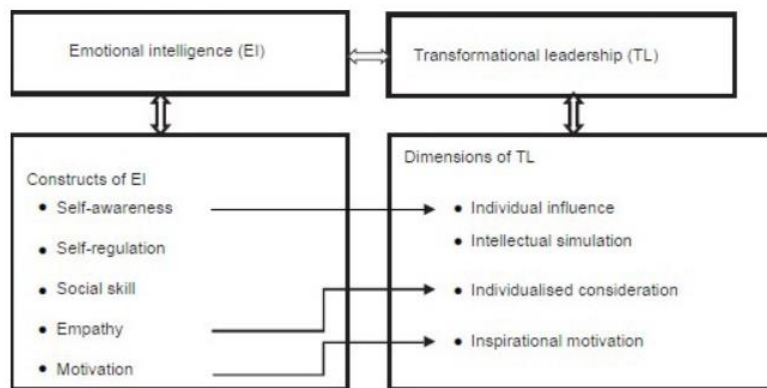 Emotional intelligence (EI)
Transformational leadership (TL)
Constructs of EI
• Self-awareness
• Self-regulation
• Social skill
• Empathy
• Motivation
Dimensions of TL
• Individual influence
• Intellectual simulation
• Individualised consideration
• Inspirational motivation